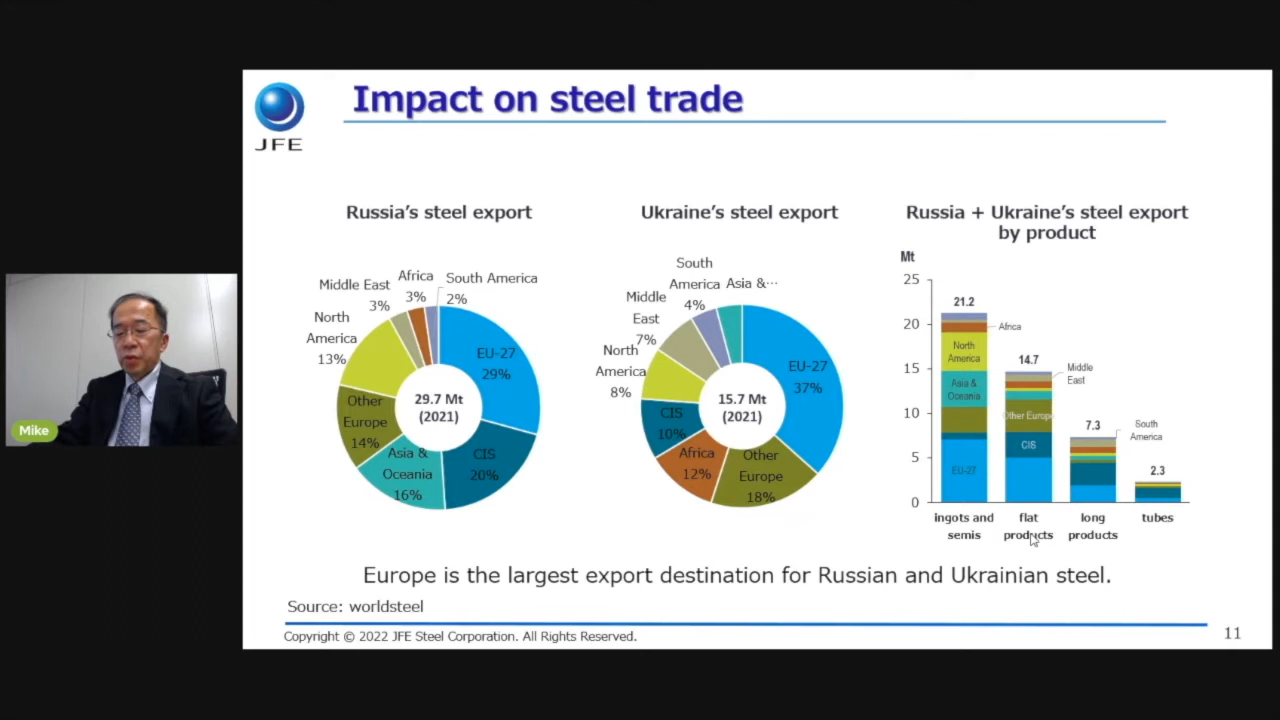 JFE
Impact on steel trade
Russia's steel export
Middle East
3%
Africa
3%
South America
2%
North
America
13%
EU-27
29%
Other
Europe
14%
29.7 Mt
(2021)
Asia &
Oceania
16%
CIS
20%
Ukraine's steel export
South
America
4%
Asia &···
Middle
East
7%
North
America
8%
EU-27
37%
CIS
10%
15.7 Mt
(2021)
Africa
12%
Other
Europe
18%
Russia + Ukraine's steel export
by product
Mt
25
20
15
10
5
0
21.2
Africa
North
America
Asia &
Oceania
EU-27
14.7
Middle
East
Other Europe
CIS
7.3
South
America
2.3
ingots and
semis
flat
products
long
products
tubes
Europe is the largest export destination for Russian and Ukrainian steel.
Source: worldsteel
Copyright © 2022 JFE Steel Corporation. All Rights Reserved.
11
Mike